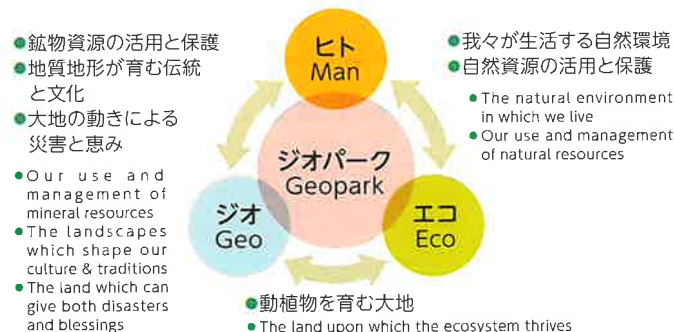 ●鉱物資源の活用と保護
●地質地形が育む伝統
と文化
●大地の動きによる
災害と恵み
●Our use and
management of
mineral resources
●The landscapes
which shape our
culture & traditions
●The land which can
give both disasters
and blessings
ヒト
Man
ジオパーク
Geopark
ジオ
Geo
エコ
Eco
●我々が生活する自然環境
●自然資源の活用と保護
●The natural environment
in which we live
●Our use and management
of natural resources
●動植物を育む大地
●The land upon which the ecosystem thrives